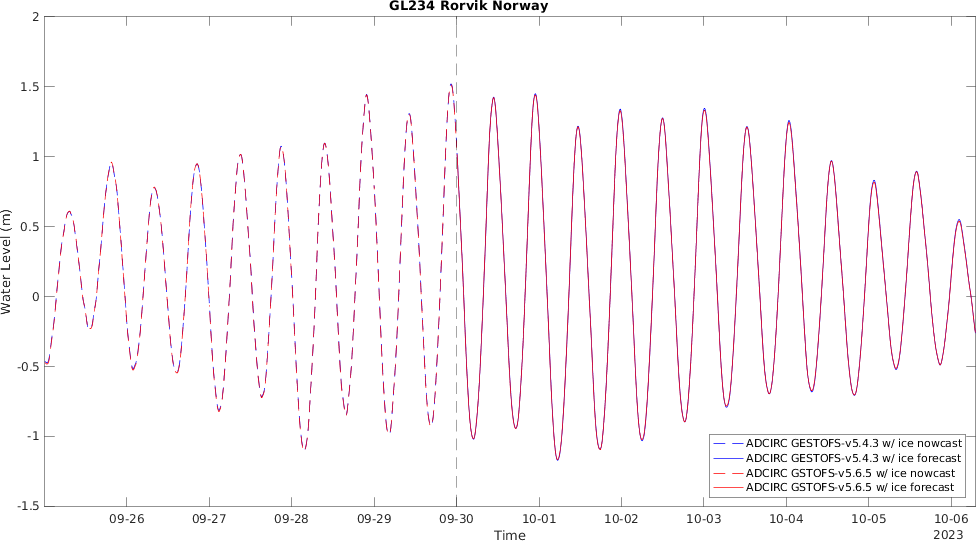 GL234 Rorvik Norway
Water Level (m)
2
1.5
1
0.5
0
-0.5
-1
-1.5
09-26 09-27 09-28 09-29 09-30 10-01 10-02 10-03 10-04 10-05 10-06
2023
Time
ADCIRC GESTOFS-v5.4.3 w/ ice nowcast
ADCIRC GESTOFS-v5.4.3 w/ ice forecast
ADCIRC GSTOFS-v5.6.5 w/ ice nowcast
ADCIRC GSTOFS-v5.6.5 w/ ice forecast